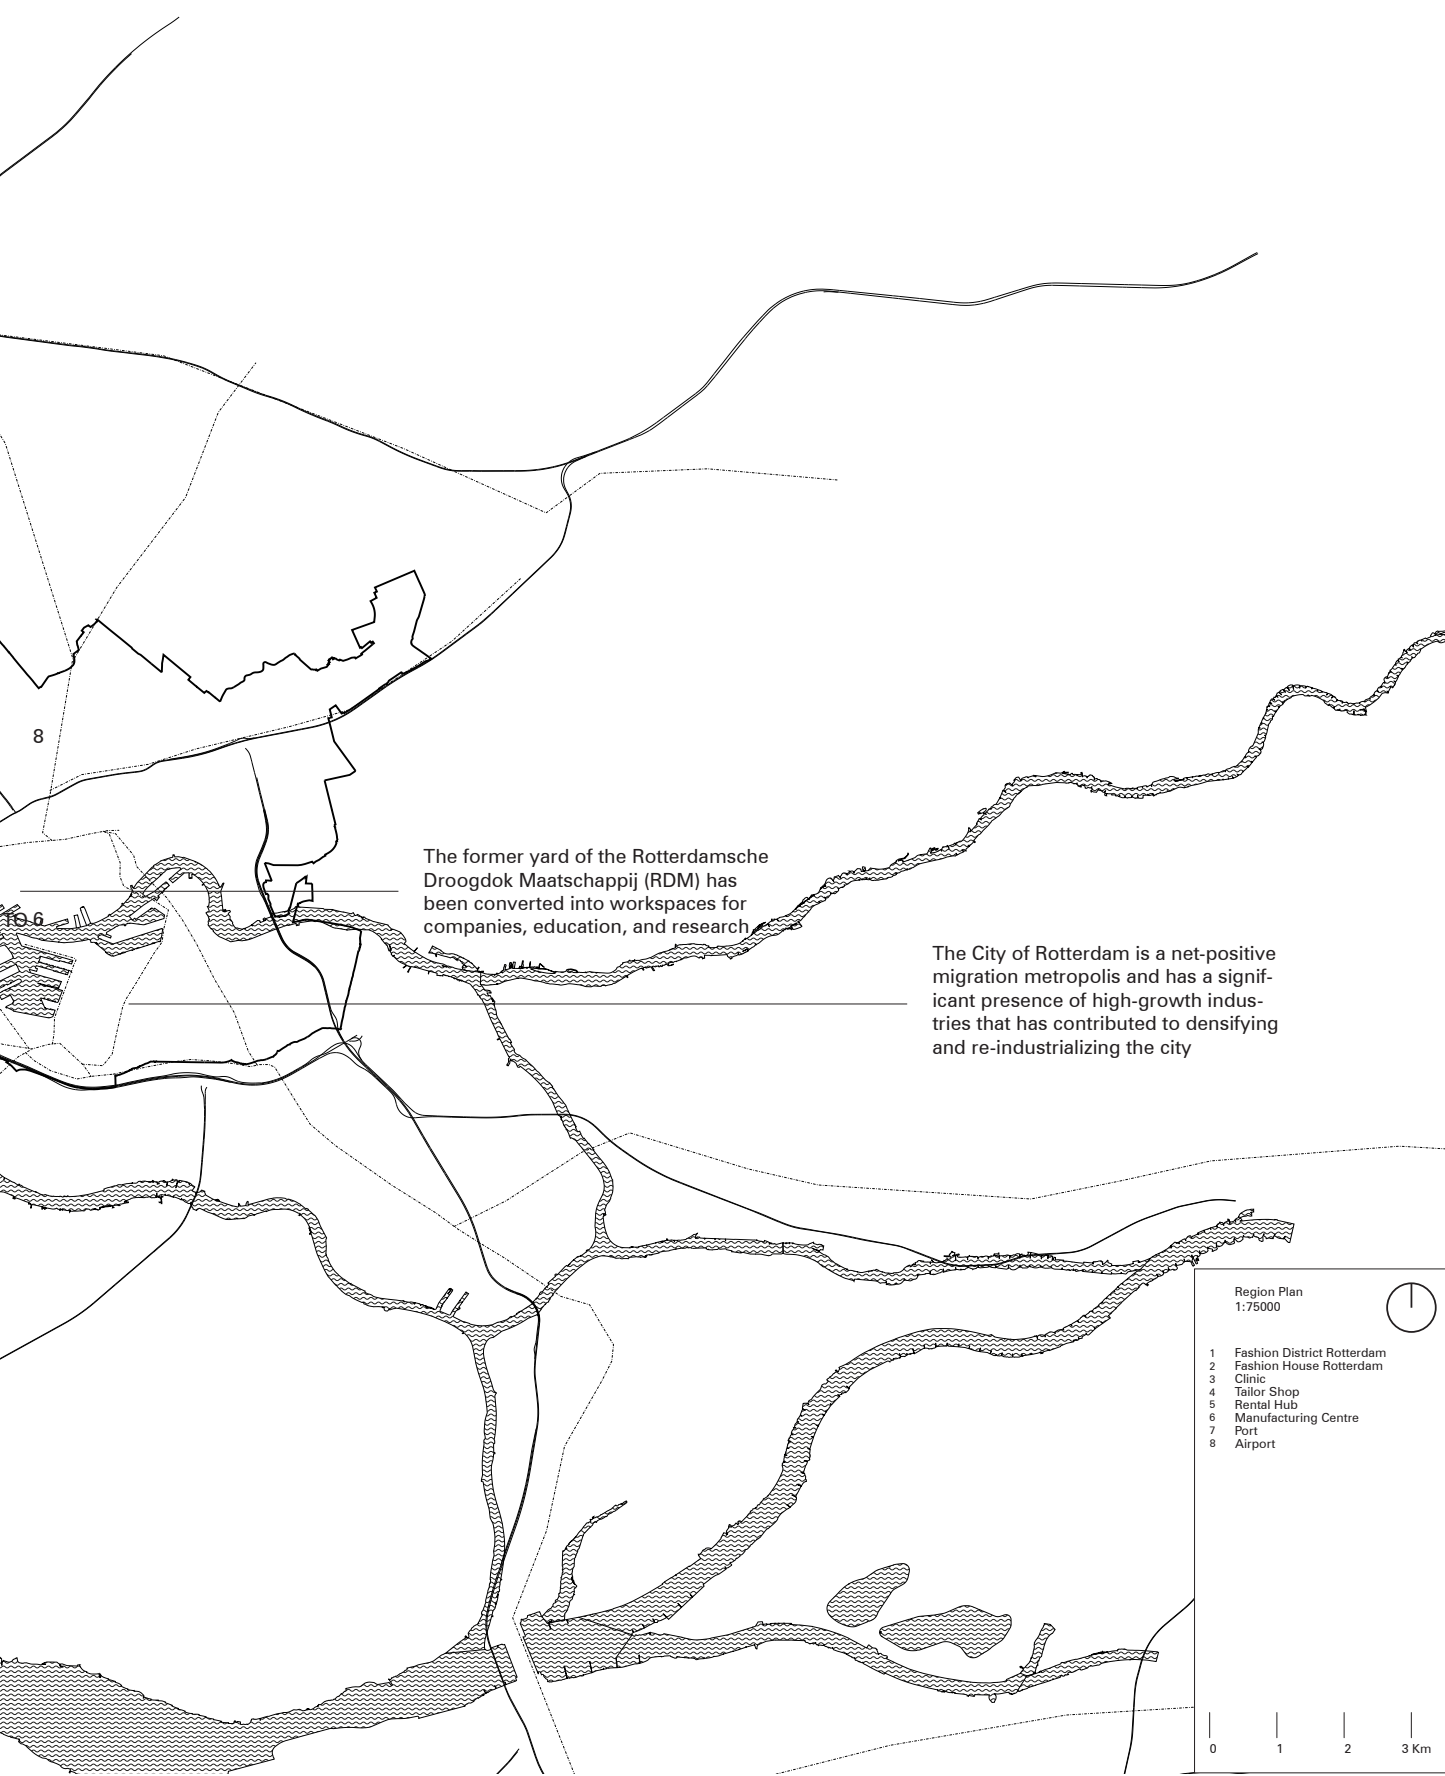 8
The former yard of the Rotterdamsche
Droogdok Maatschappij (RDM) has
been converted into workspaces for
companies, education, and research
TO 6
The City of Rotterdam is a net-positive
migration metropolis and has a signif-
icant presence of high-growth indus-
tries that has contributed to densifying
and re-industrializing the city
Region Plan
1:75000
1 Fashion District Rotterdam
2 Fashion House Rotterdam
3 Clinic
4 Tailor Shop
5 Rental Hub
6 Manufacturing Centre
7 Port
8 Airport
0 1 2 3 Km